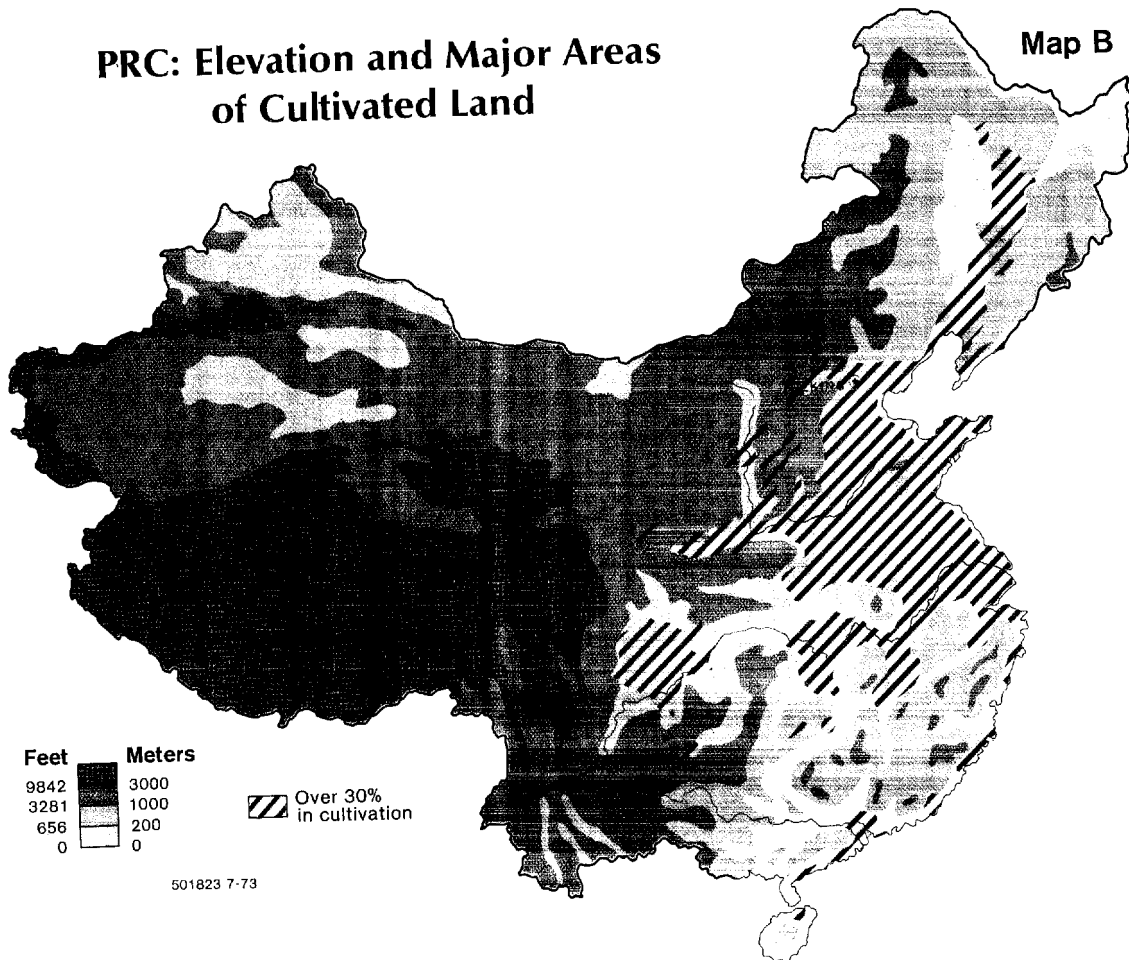 PRC: Elevation and Major Areas
of Cultivated Land
Map B
Feet Meters
9842 3000
3281 1000
656 200
0 0
Over 30%
in cultivation
501823 7-73